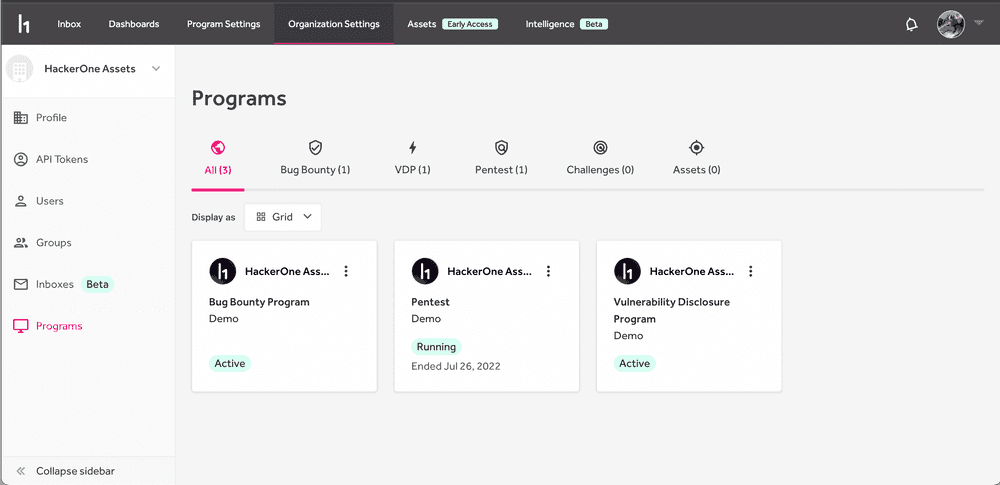 h1 Inbox Dashboards Program Settings Organization Settings Assets Early Access Intelligence Beta
HackerOne Assets
Profile
API Tokens
Users
Groups
Inboxes Beta
Programs
Collapse sidebar
Programs
All (3) Bug Bounty (1) VDP (1) Pentest (1) Challenges (0) Assets (0)
Display as Grid
h1 HackerOne Ass...
Bug Bounty Program
Demo
Active
h1 HackerOne Ass...
Pentest
Demo
Running
Ended Jul 26, 2022
h1 HackerOne Ass...
Vulnerability Disclosure
Program
Demo
Active